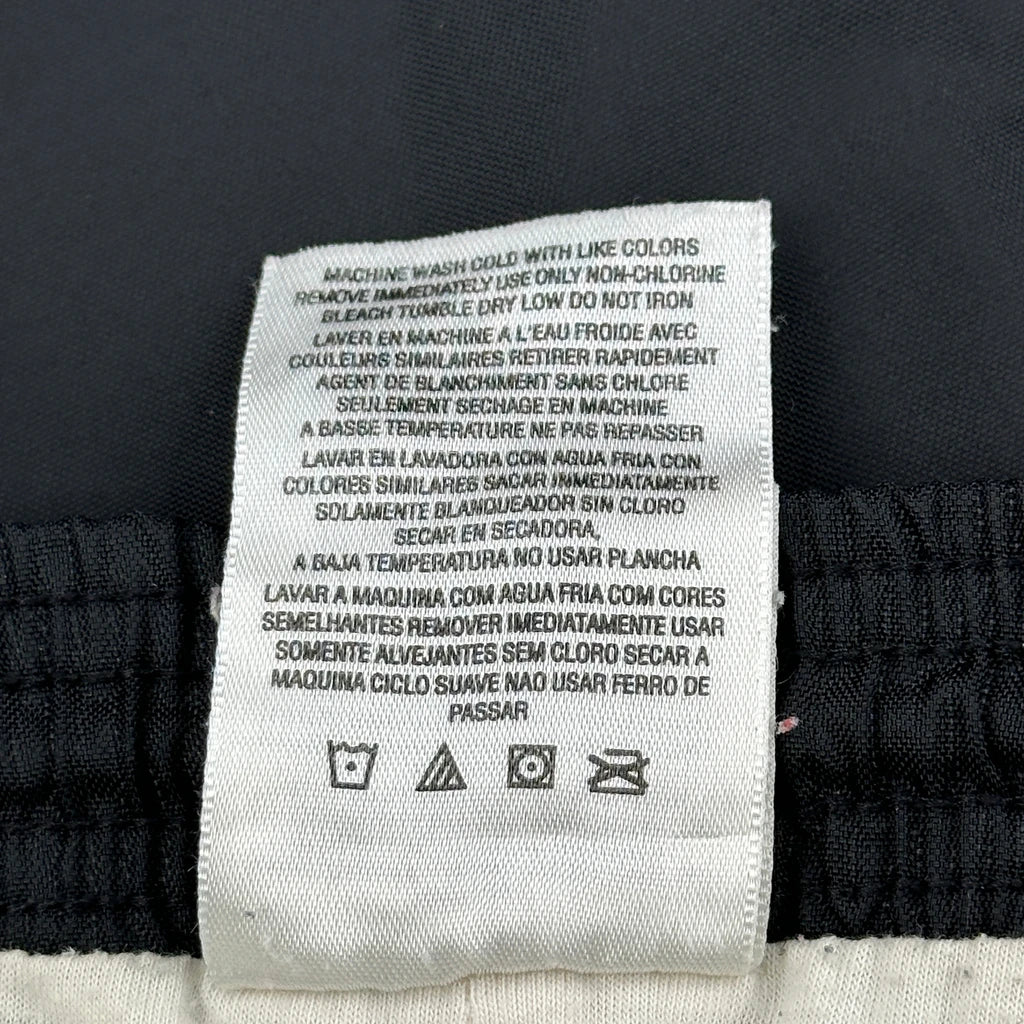 MACHINE WASH COLD WITH LIKE COLORS
REMOVE IMMEDIATELY USE ONLY NON-CHLORINE
BLEACH TUMBLE DRY LOW DO NOT IRON
LAVER EN MACHINE A L'EAU FROIDE AVEC
COULEURS SIMILAIRES RETIRER RAPIDEMENT
AGENT DE BLANCHIMENT SANS CHLORE
SEULEMENT SECHAGE EN MACHINE
A BASSE TEMPERATURE NE PAS REPASSER
LAVAR EN LAVADORA CON AQUA FRIA CON
COLORES SIMILARES SACAR INMEDIATAMENTE
SOLAMENTE BLANQUEADOR SIN CLORO
SECAR EN SECADORA,
A BAJA TEMPERATURA NO USAR PLANCHA
LAVAR A MAQUINA COM AGUA FRIA COM CORES
SEMELHANTES REMOVER IMEDIATAMENTE USAR
SOMENTE ALVEJANTES SEM CLORO SECAR A
MAQUINA CICLO SUAVE NAO USAR FERRO DE
PASSAR